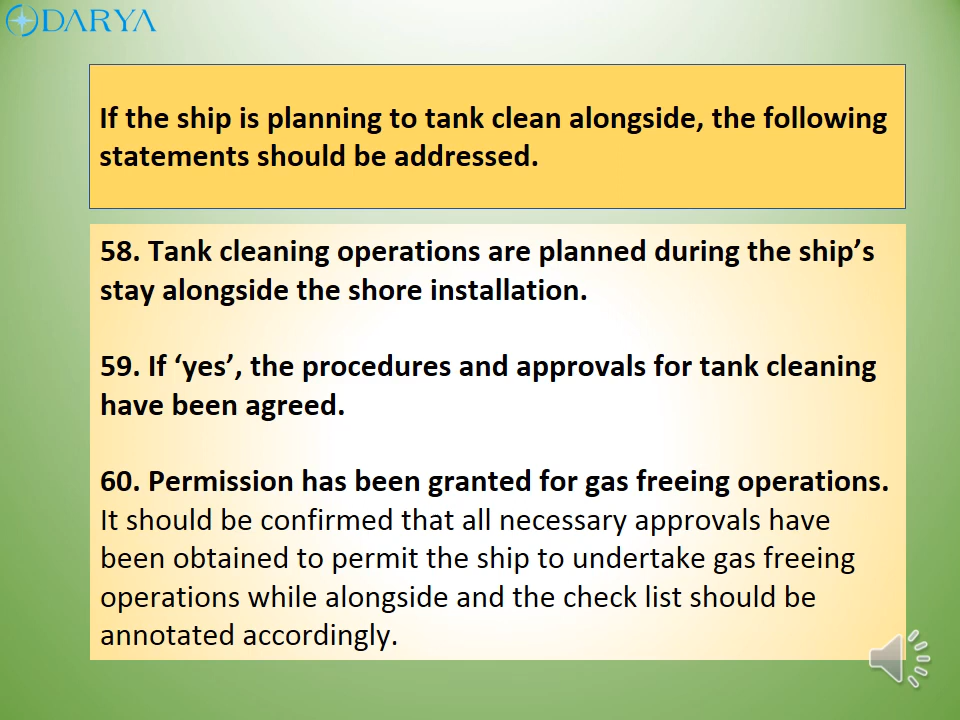 DARYA
If the ship is planning to tank clean alongside, the following
statements should be addressed.
58. Tank cleaning operations are planned during the ship’s
stay alongside the shore installation.
59. If ‘yes’, the procedures and approvals for tank cleaning
have been agreed.
60. Permission has been granted for gas freeing operations.
It should be confirmed that all necessary approvals have
been obtained to permit the ship to undertake gas freeing
operations while alongside and the check list should be
annotated accordingly.